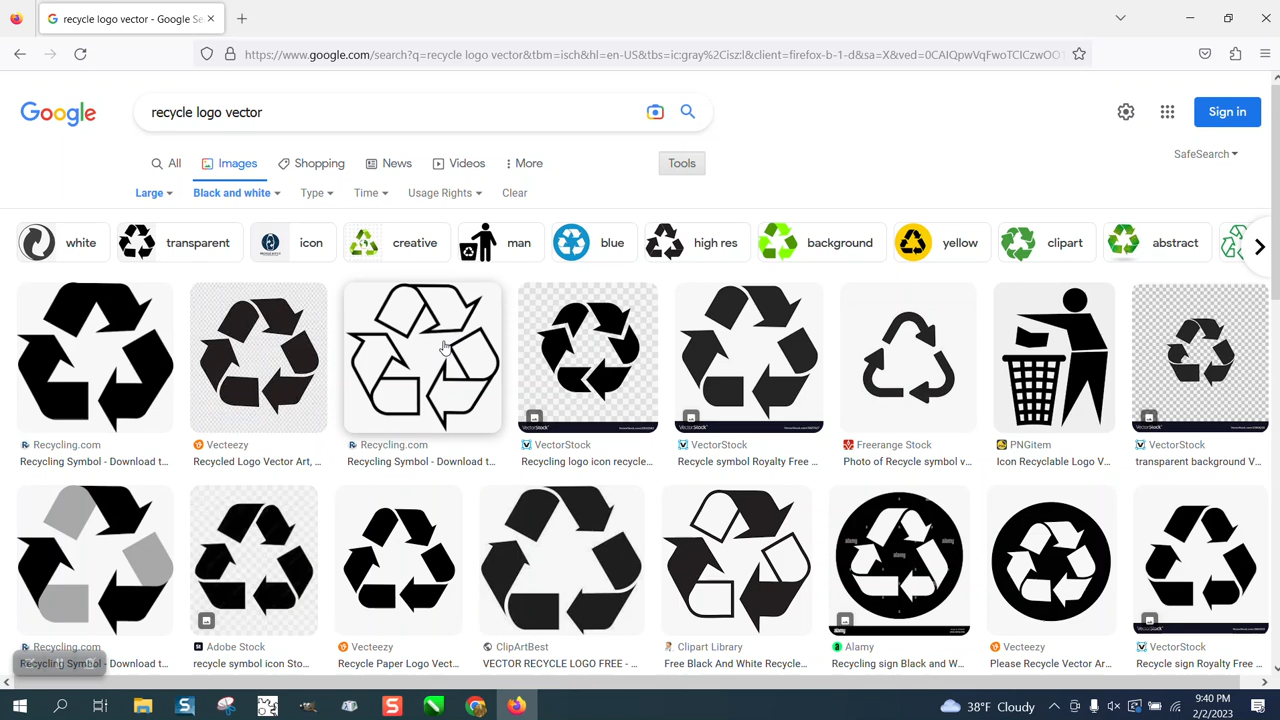 recycle logo vector - Google Se
https://www.google.com/search?q=recycle logo vector&tbm=isch&hl=en-US&tbs=ic:gray%2Cisz:l&client=firefox-b-1-d&sa=X&ved=0CAIQpwVqFwoTCICzwOO1
Google
recycle logo vector
Sign in
All Images Shopping News Videos More Tools
SafeSearch
Large Black and white Type Time Usage Rights Clear
white transparent icon creative man blue high res background yellow clipart abstract
Recycling.com Vecteezy Recycling.com VectorStock VectorStock Freerange Stock PNGitem VectorStock
Recycling Symbol - Download t... Recycled Logo Vector Art, ... Recycling Symbol - Download t... Recycling logo icon recycle... Recycle symbol Royalty Free ... Photo of Recycle symbol v... Icon Recyclable Logo V... transparent background V...
alamy
alamy
Recycling.com Adobe Stock Vecteezy ClipArtBest Clipart Library Alamy Vecteezy VectorStock
Recycling Symbol - Download t... recycle symbol icon Sto... Recycle Paper Logo Vect... VECTOR RECYCLE LOGO FREE - ... Free Black And White Recycle... Recycling sign Black and W... Please Recycle Vector Ar... Recycle sign Royalty Free ...
38°F Cloudy
9:40 PM
2/2/2023